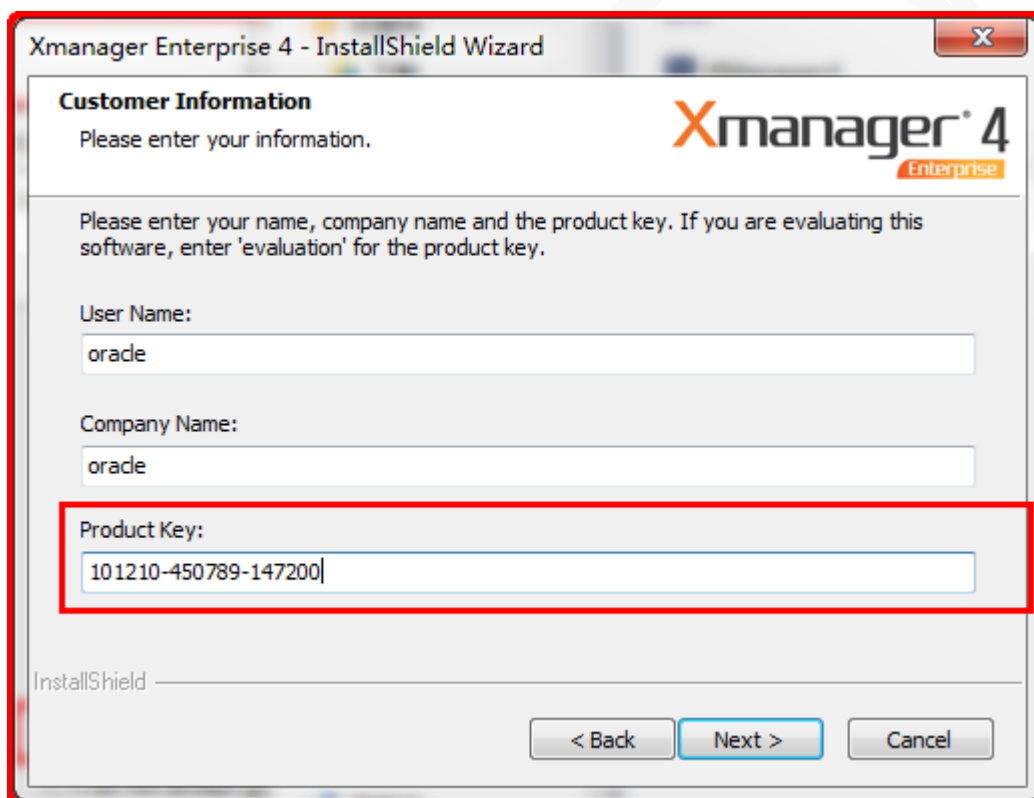 Xmanager Enterprise 4 - InstallShield Wizard
Customer Information
Please enter your information.
Xmanager® 4
Enterprise
Please enter your name, company name and the product key. If you are evaluating this
software, enter 'evaluation' for the product key.
User Name:
oracle
Company Name:
oracle
Product Key:
101210-450789-147200
InstallShield
< Back Next > Cancel